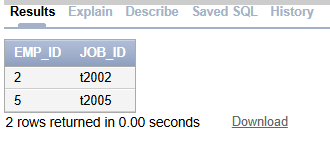 Results Explain Describe Saved SQL History
EMP_ID JOB_ID
2 t2002
5 t2005
2 rows returned in 0.00 seconds Download